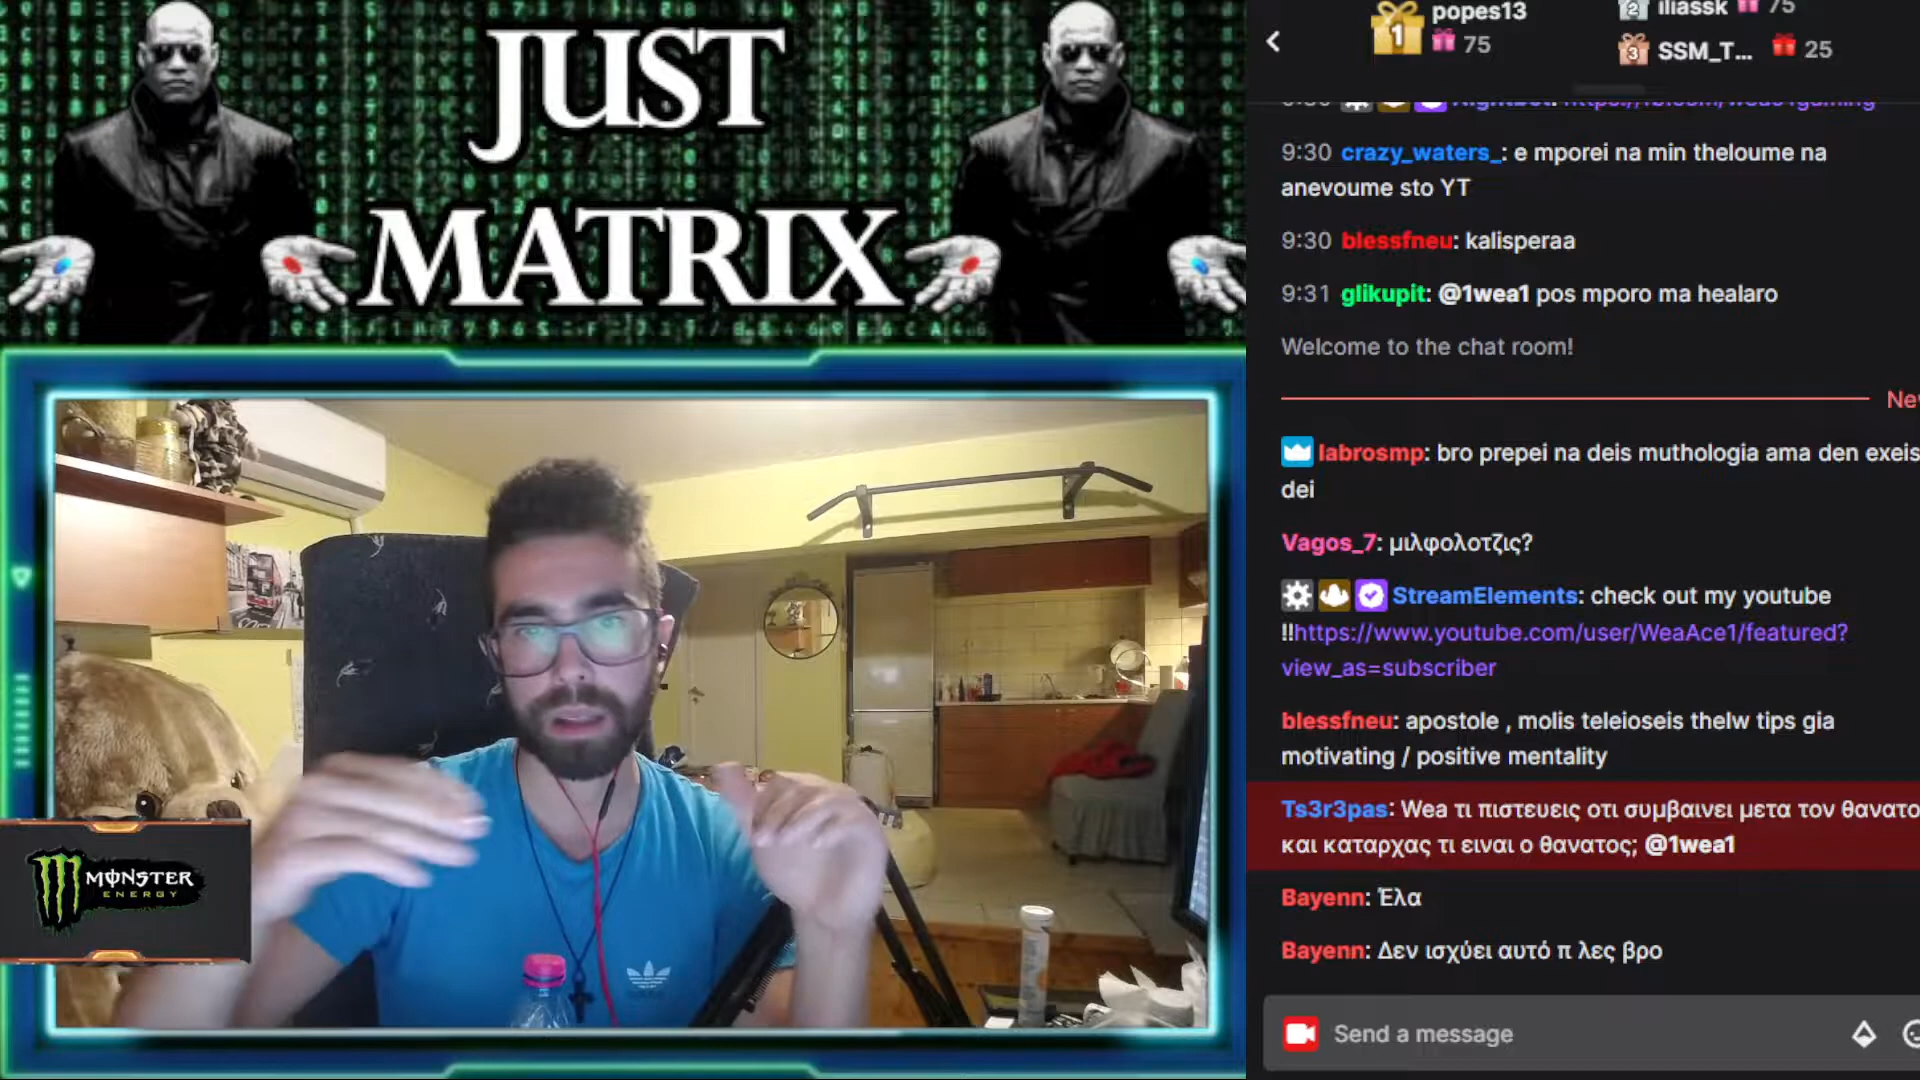 JUST
MATRIX
MONSTER
ENERGY
adidas
popes13
75
1
2 iliassk 75
3 SSM_T... 25
9:30 crazy_waters_: e mporei na min theloume na
anevoume sto YT
9:30 blessfneu: kalisperaa
9:31 glikupit: @1wea1 pos mporo ma healaro
Welcome to the chat room!
labrosmp: bro prepei na deis muthologia ama den exeis
dei
Vagos_7: μιλφολοτζις?
StreamElements: check out my youtube
!!https://www.youtube.com/user/WeaAce1/featured?
view_as=subscriber
blessfneu: apostole , molis teleioseis thelw tips gia
motivating / positive mentality
Ts3r3pas: Wea τι πιστευεις οτι συμβαινει μετα τον θανατο
και καταρχας τι ειναι ο θανατος; @1wea1
Bayenn: Έλα
Bayenn: Δεν ισχύει αυτό π λες βρο
Send a message